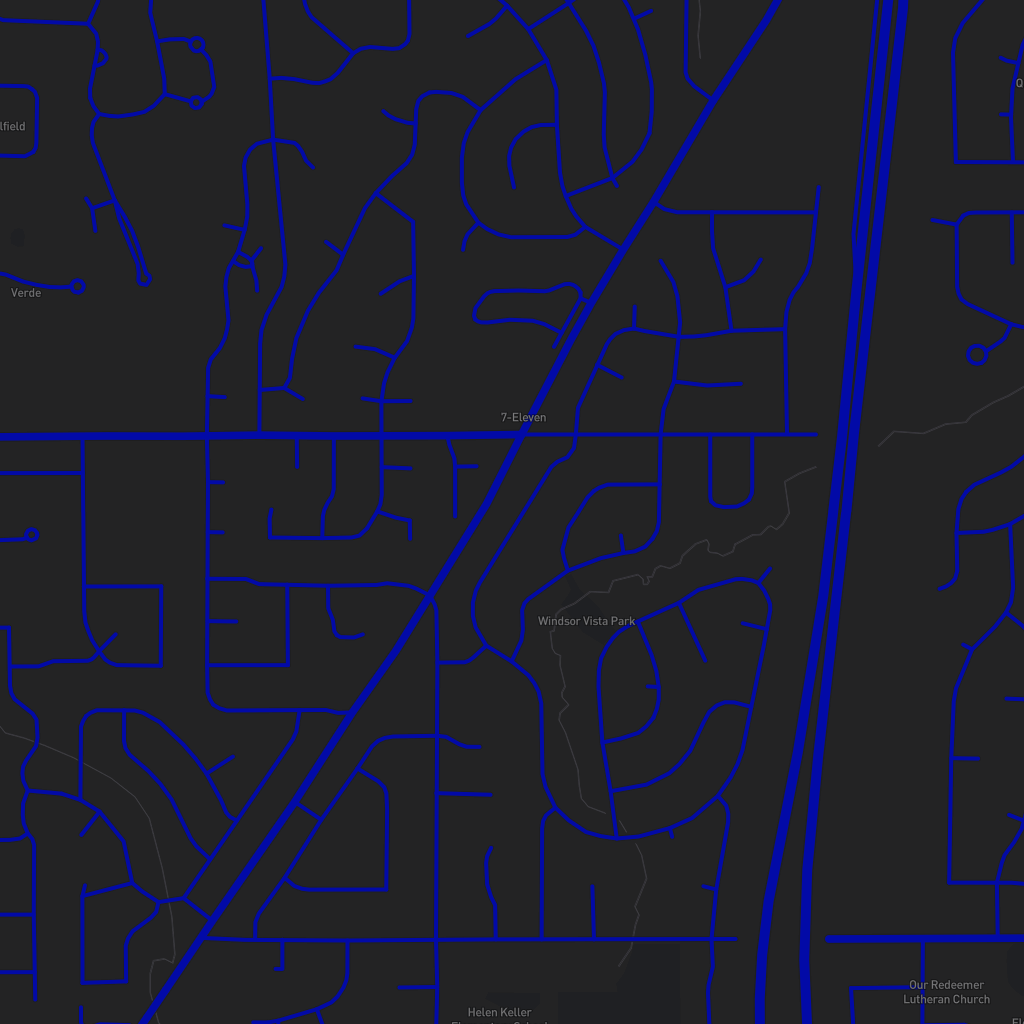 Q
lfield
Verde
7-Eleven
Windsor Vista Park
Our Redeemer
Lutheran Church
Helen Keller